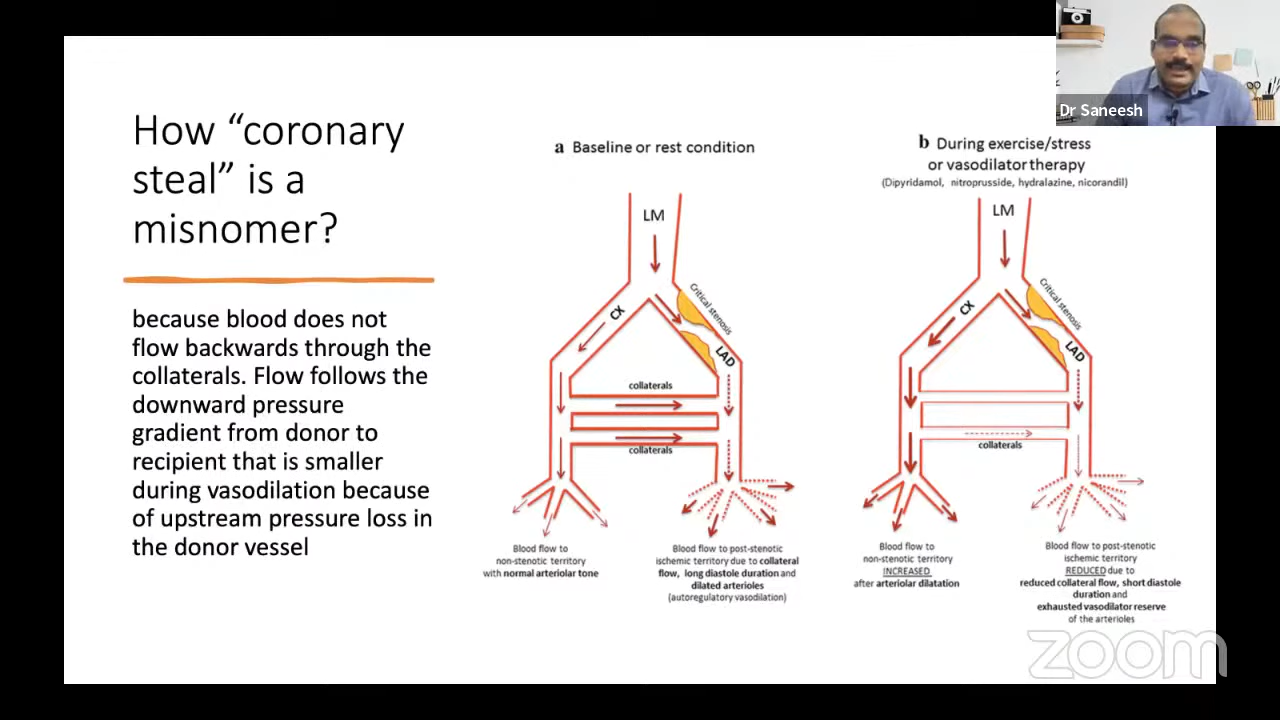 Dr Saneesh
How “coronary
steal” is a
misnomer?
because blood does not
flow backwards through the
collaterals. Flow follows the
downward pressure
gradient from donor to
recipient that is smaller
during vasodilation because
of upstream pressure loss in
the donor vessel
a Baseline or rest condition
LM
CX
Critical stenosis
LAD
collaterals
collaterals
Blood flow to
non-stenotic territory
with normal arteriolar tone
Blood flow to post-stenotic
ischemic territory due to collateral
flow, long diastole duration and
dilated arterioles
(autoregulatory vasodilation)
b During exercise/stress
or vasodilator therapy
(Dipyridamol, nitroprusside, hydralazine, nicorandil)
LM
CX
Critical stenosis
LAD
collaterals
Blood flow to
non-stenotic territory
INCREASED
after arteriolar dilatation
Blood flow to post-stenotic
ischemic territory
REDUCED due to
reduced collateral flow, short diastole
duration and
exhausted vasodilator reserve
of the arterioles
zoom